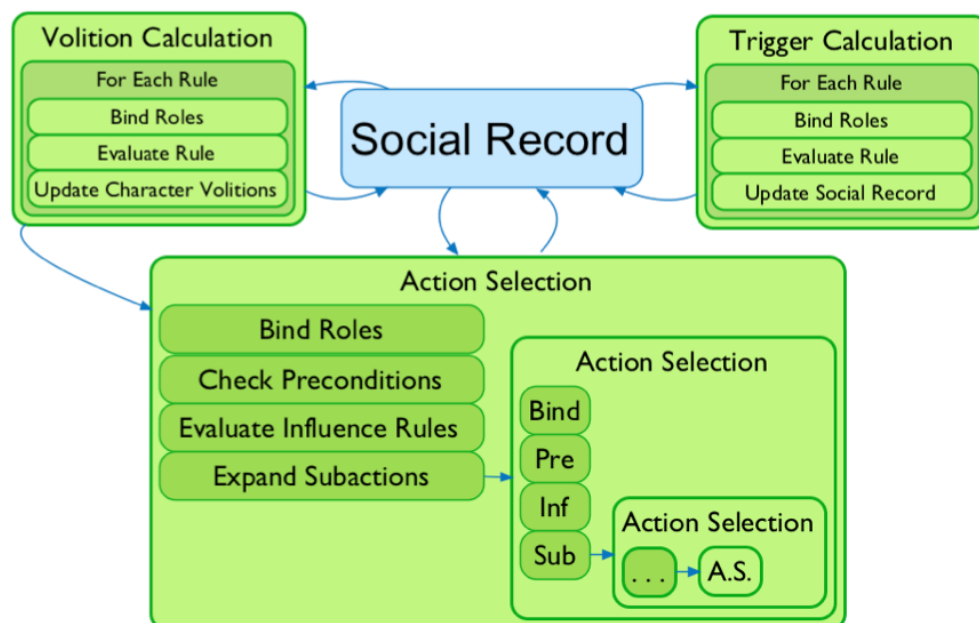 Volition Calculation
For Each Rule
Bind Roles
Evaluate Rule
Update Character Volitions
Social Record
Trigger Calculation
For Each Rule
Bind Roles
Evaluate Rule
Update Social Record
Action Selection
Bind Roles
Check Preconditions
Evaluate Influence Rules
Expand Subactions
Action Selection
Bind
Pre
Inf
Sub
Action Selection
. . .
A.S.